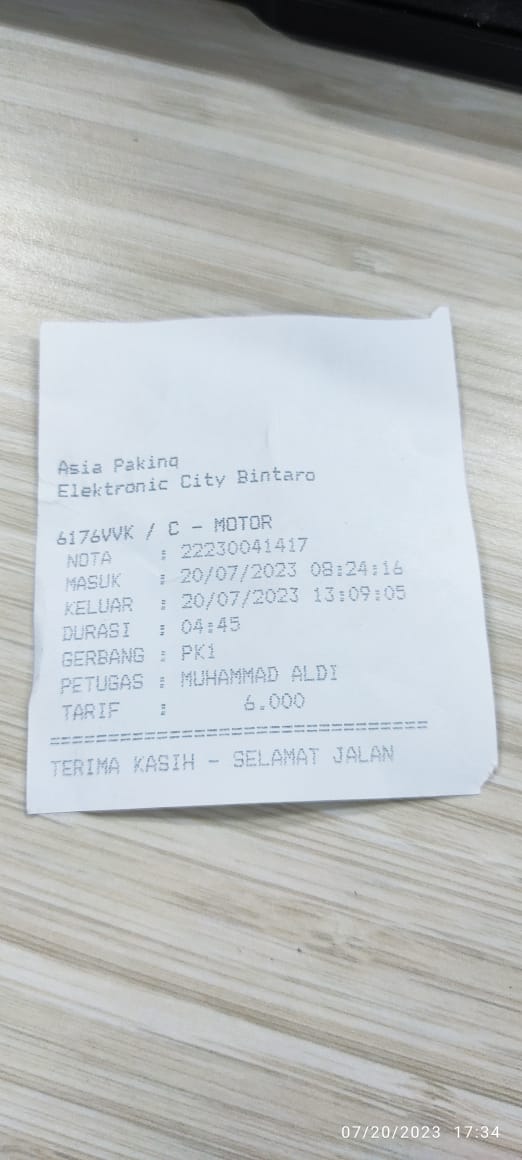 Asia Paking
Elektronic City Bintaro
6176VVK / C - MOTOR
NOTA : 22230041417
MASUK : 20/07/2023 08:24:16
KELUAR : 20/07/2023 13:09:05
DURASI : 04:45
GERBANG : PK1
PETUGAS : MUHAMMAD ALDI
TARIF : 6.000
================================
TERIMA KASIH - SELAMAT JALAN
07/20/2023 17:34